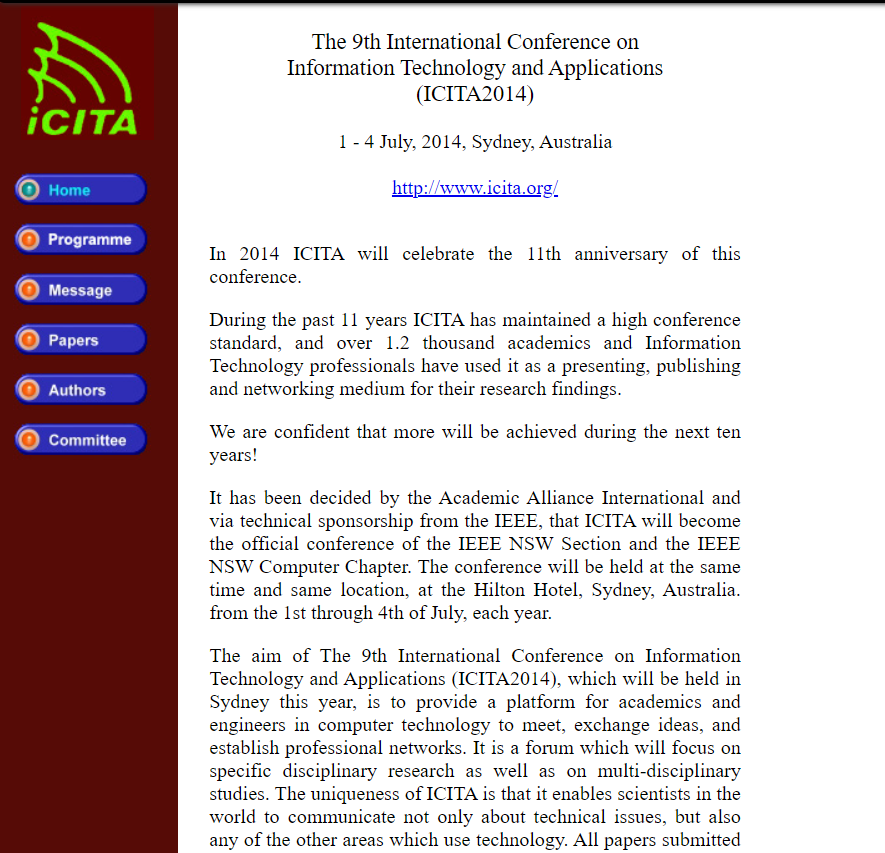 iCITA
Home
Programme
Message
Papers
Authors
Committee
The 9th International Conference on
Information Technology and Applications
(ICITA2014)
1 - 4 July, 2014, Sydney, Australia
http://www.icita.org/
In 2014 ICITA will celebrate the 11th anniversary of this
conference.
During the past 11 years ICITA has maintained a high conference
standard, and over 1.2 thousand academics and Information
Technology professionals have used it as a presenting, publishing
and networking medium for their research findings.
We are confident that more will be achieved during the next ten
years!
It has been decided by the Academic Alliance International and
via technical sponsorship from the IEEE, that ICITA will become
the official conference of the IEEE NSW Section and the IEEE
NSW Computer Chapter. The conference will be held at the same
time and same location, at the Hilton Hotel, Sydney, Australia.
from the 1st through 4th of July, each year.
The aim of The 9th International Conference on Information
Technology and Applications (ICITA2014), which will be held in
Sydney this year, is to provide a platform for academics and
engineers in computer technology to meet, exchange ideas, and
establish professional networks. It is a forum which will focus on
specific disciplinary research as well as on multi-disciplinary
studies. The uniqueness of ICITA is that it enables scientists in the
world to communicate not only about technical issues, but also
any of the other areas which use technology. All papers submitted